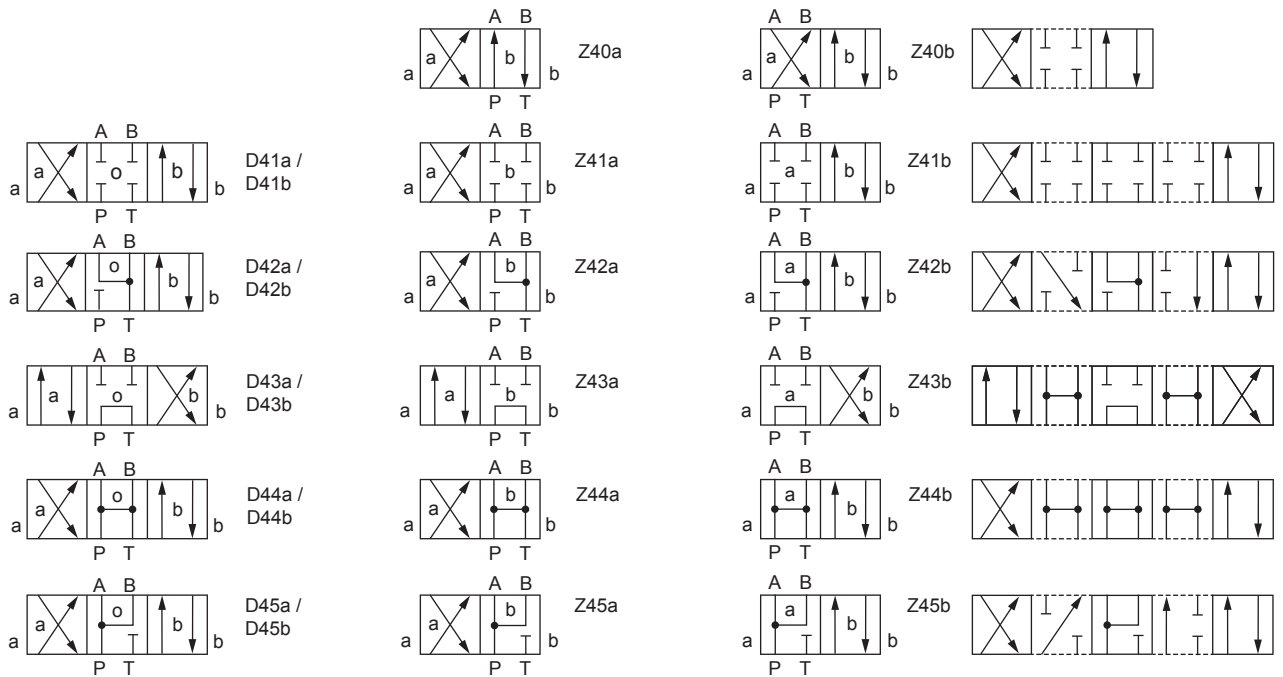 A B A B
a a b b Z40a a b Z40b
P T P T
A B A B A B
a a o b b D41a / D41b a b b Z41a a b b Z41b
P T P T P T
A B A B A B
a a o b b D42a / D42b a a b b Z42a a b b Z42b
P T P T P T
A B A B A B
a a o b b D43a / D43b a a b b Z43a a b b Z43b
P T P T P T
A B A B A B
a a o b b D44a / D44b a a b b Z44a a b b Z44b
P T P T P T
A B A B A B
a a o b b D45a / D45b a a b b Z45a a b b Z45b
P T P T P T